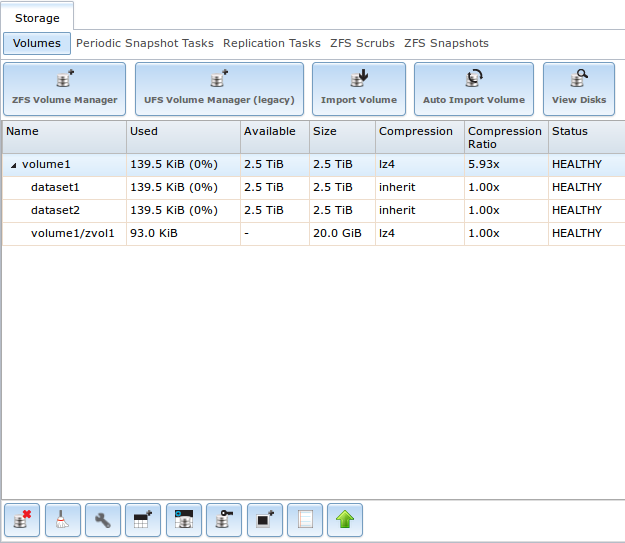 Storage
Volumes Periodic Snapshot Tasks Replication Tasks ZFS Scrubs ZFS Snapshots
ZFS Volume Manager UFS Volume Manager (legacy) Import Volume Auto Import Volume View Disks
Name Used Available Size Compression Compression Ratio Status
volume1 139.5 KiB (0%) 2.5 TiB 2.5 TiB lz4 5.93x HEALTHY
dataset1 139.5 KiB (0%) 2.5 TiB 2.5 TiB inherit 1.00x HEALTHY
dataset2 139.5 KiB (0%) 2.5 TiB 2.5 TiB inherit 1.00x HEALTHY
volume1/zvol1 93.0 KiB - 20.0 GiB lz4 1.00x HEALTHY